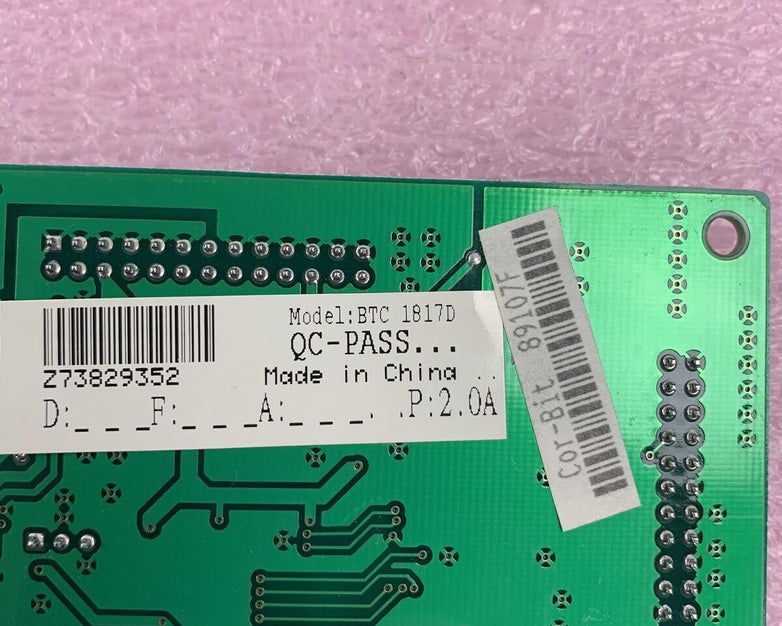 Model:BTC 1817D
QC-PASS...
Z73829352
Made in China ..
D:_ _ _F:_ _ _A:_ _ _. .P:2.0A
Cor-Bit 89107F